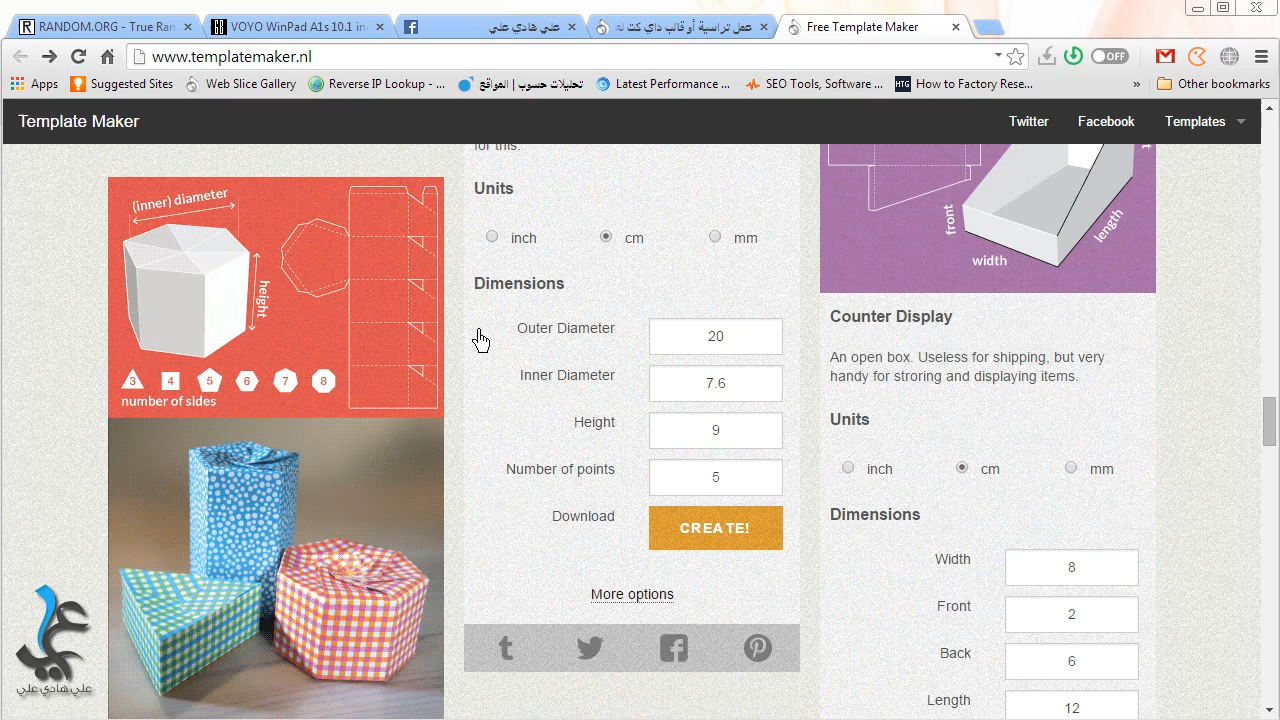 RANDOM.ORG - True Ran
VOYO WinPad A1s 10.1 in
علي هادي علي
عمل تراسية أو قالب داي كت لـ
Free Template Maker
www.templatemaker.nl
OFF
Apps
Suggested Sites
Web Slice Gallery
Reverse IP Lookup - ...
تحليلات حسوب | المواقع
Latest Performance ...
SEO Tools, Software ...
HTG
How to Factory Rese...
»
Other bookmarks
Template Maker
Twitter
Facebook
Templates
(inner) diameter
height
3 4 5 6 7 8
number of sides
علي هادي علي
for this.
Units
inch
cm
mm
Dimensions
Outer Diameter 20
Inner Diameter 7.6
Height 9
Number of points 5
Download CREATE!
More options
front
width
length
Counter Display
An open box. Useless for shipping, but very
handy for stroring and displaying items.
Units
inch
cm
mm
Dimensions
Width 8
Front 2
Back 6
Length 12